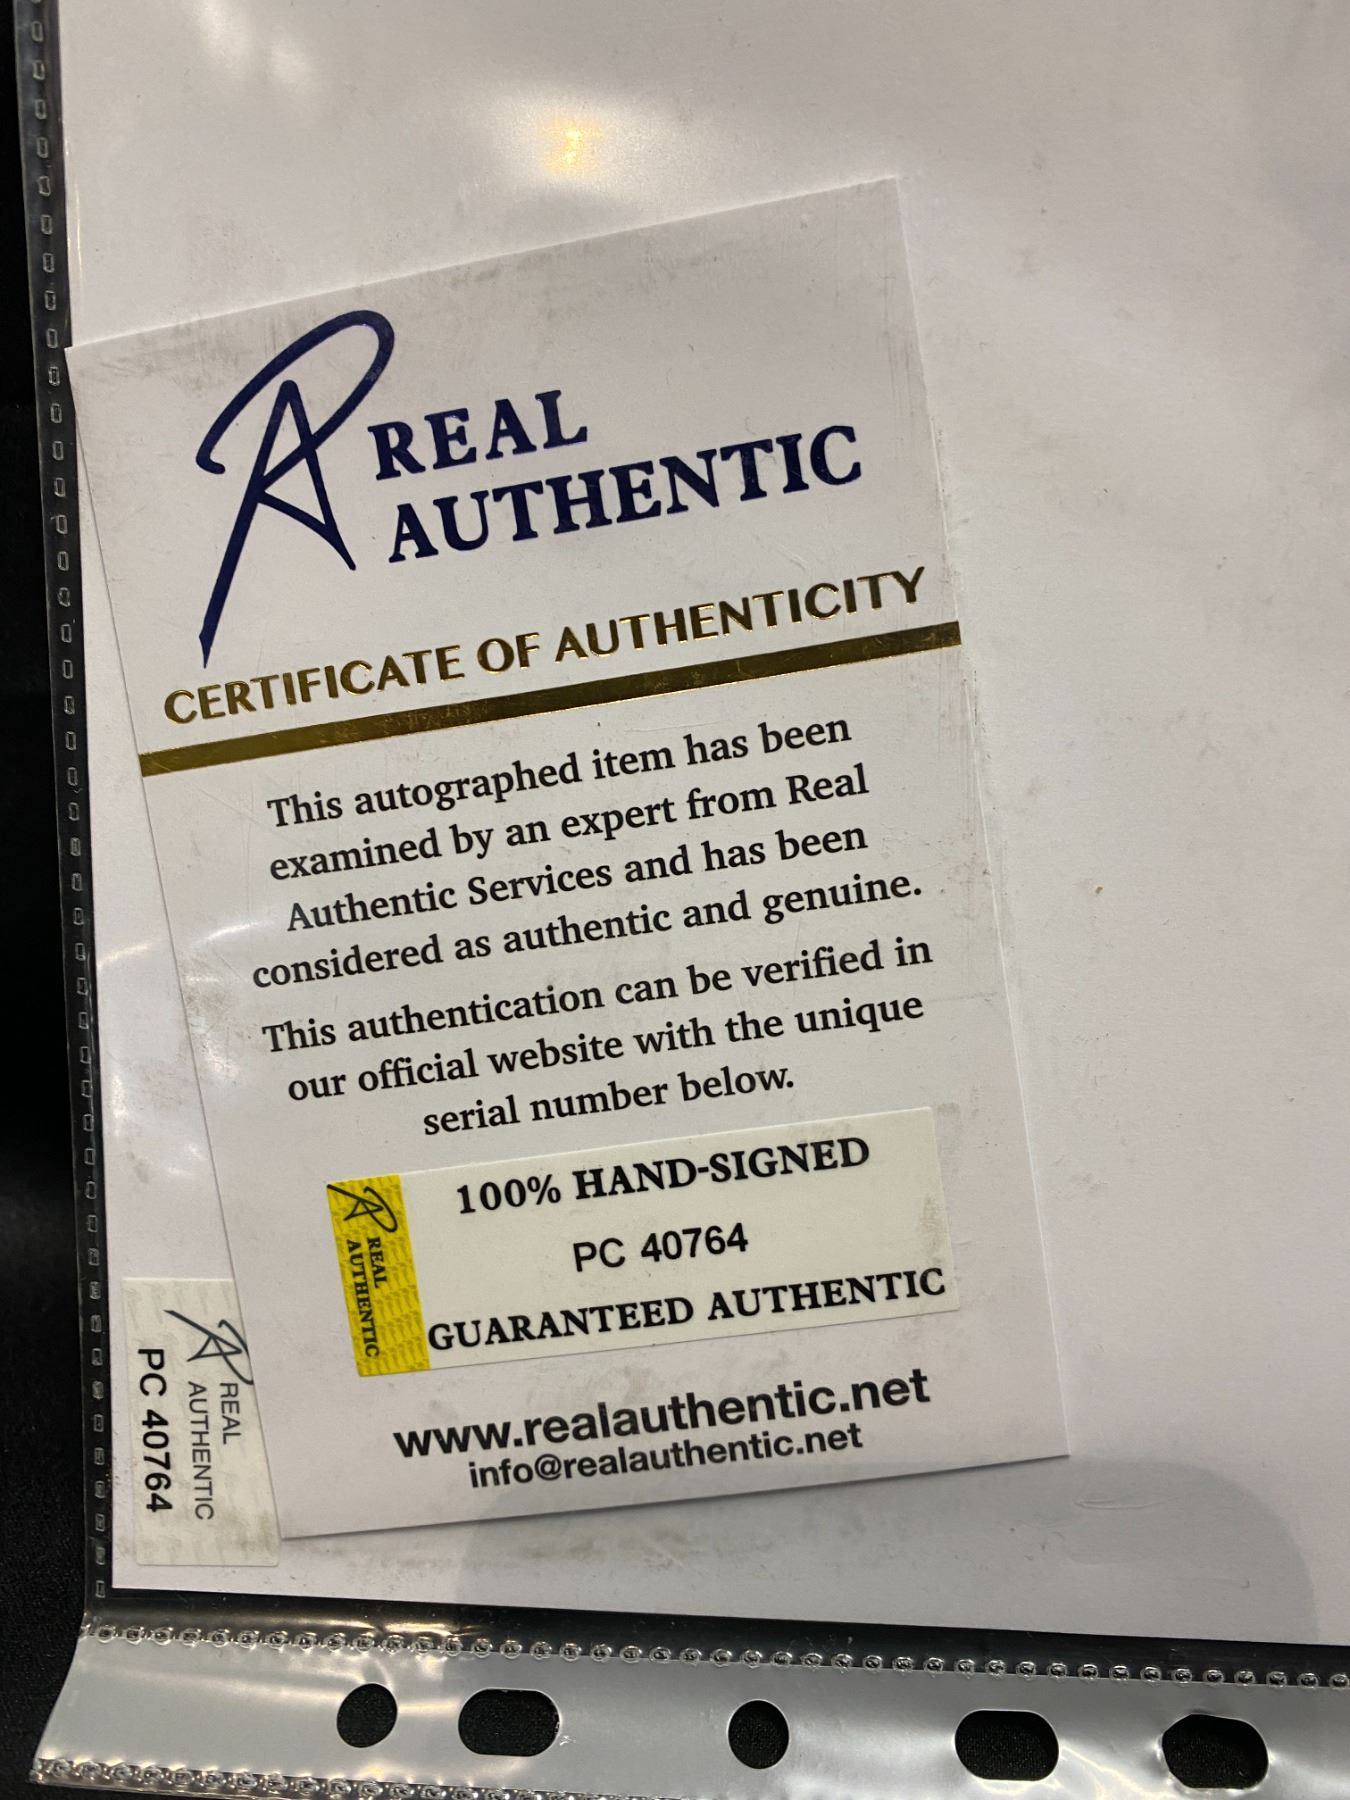 REAL
AUTHENTIC
CERTIFICATE OF AUTHENTICITY
This autographed item has been
examined by an expert from Real
Authentic Services and has been
considered as authentic and genuine.
This authentication can be verified in
our official website with the unique
serial number below.
REAL
AUTHENTIC
100% HAND-SIGNED
PC 40764
GUARANTEED AUTHENTIC
www.realauthentic.net
info@realauthentic.net
REAL
AUTHENTIC
PC 40764